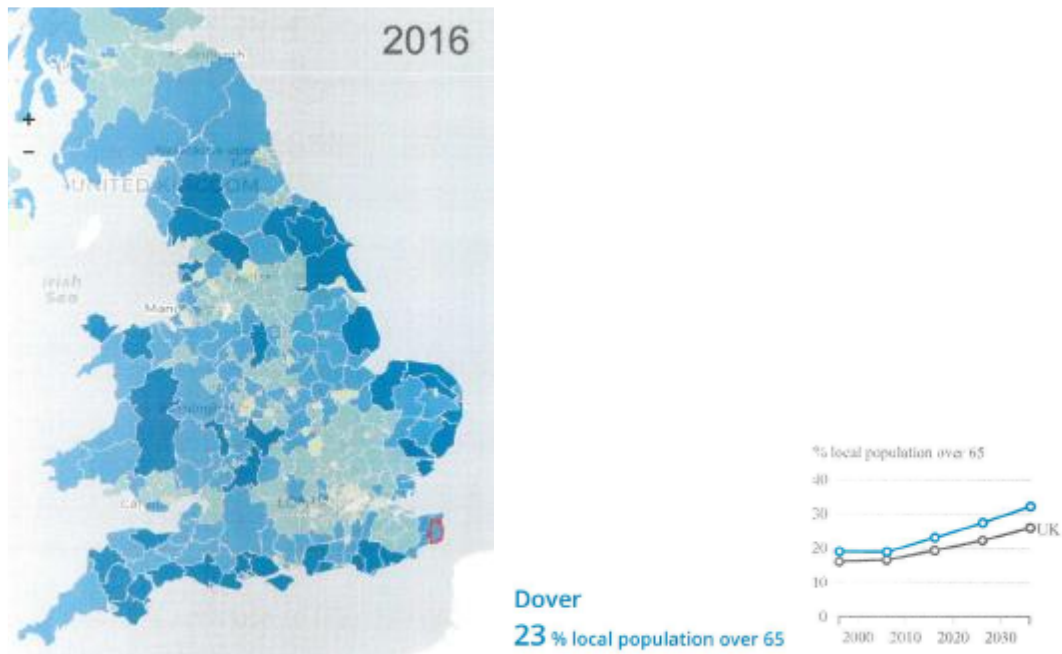 2016
+
−
UNITED KINGDOM
Irish
Sea
Dover
23 % local population over 65
% local population over 65
40
30
20
10
0
UK
2000 2010 2020 2030